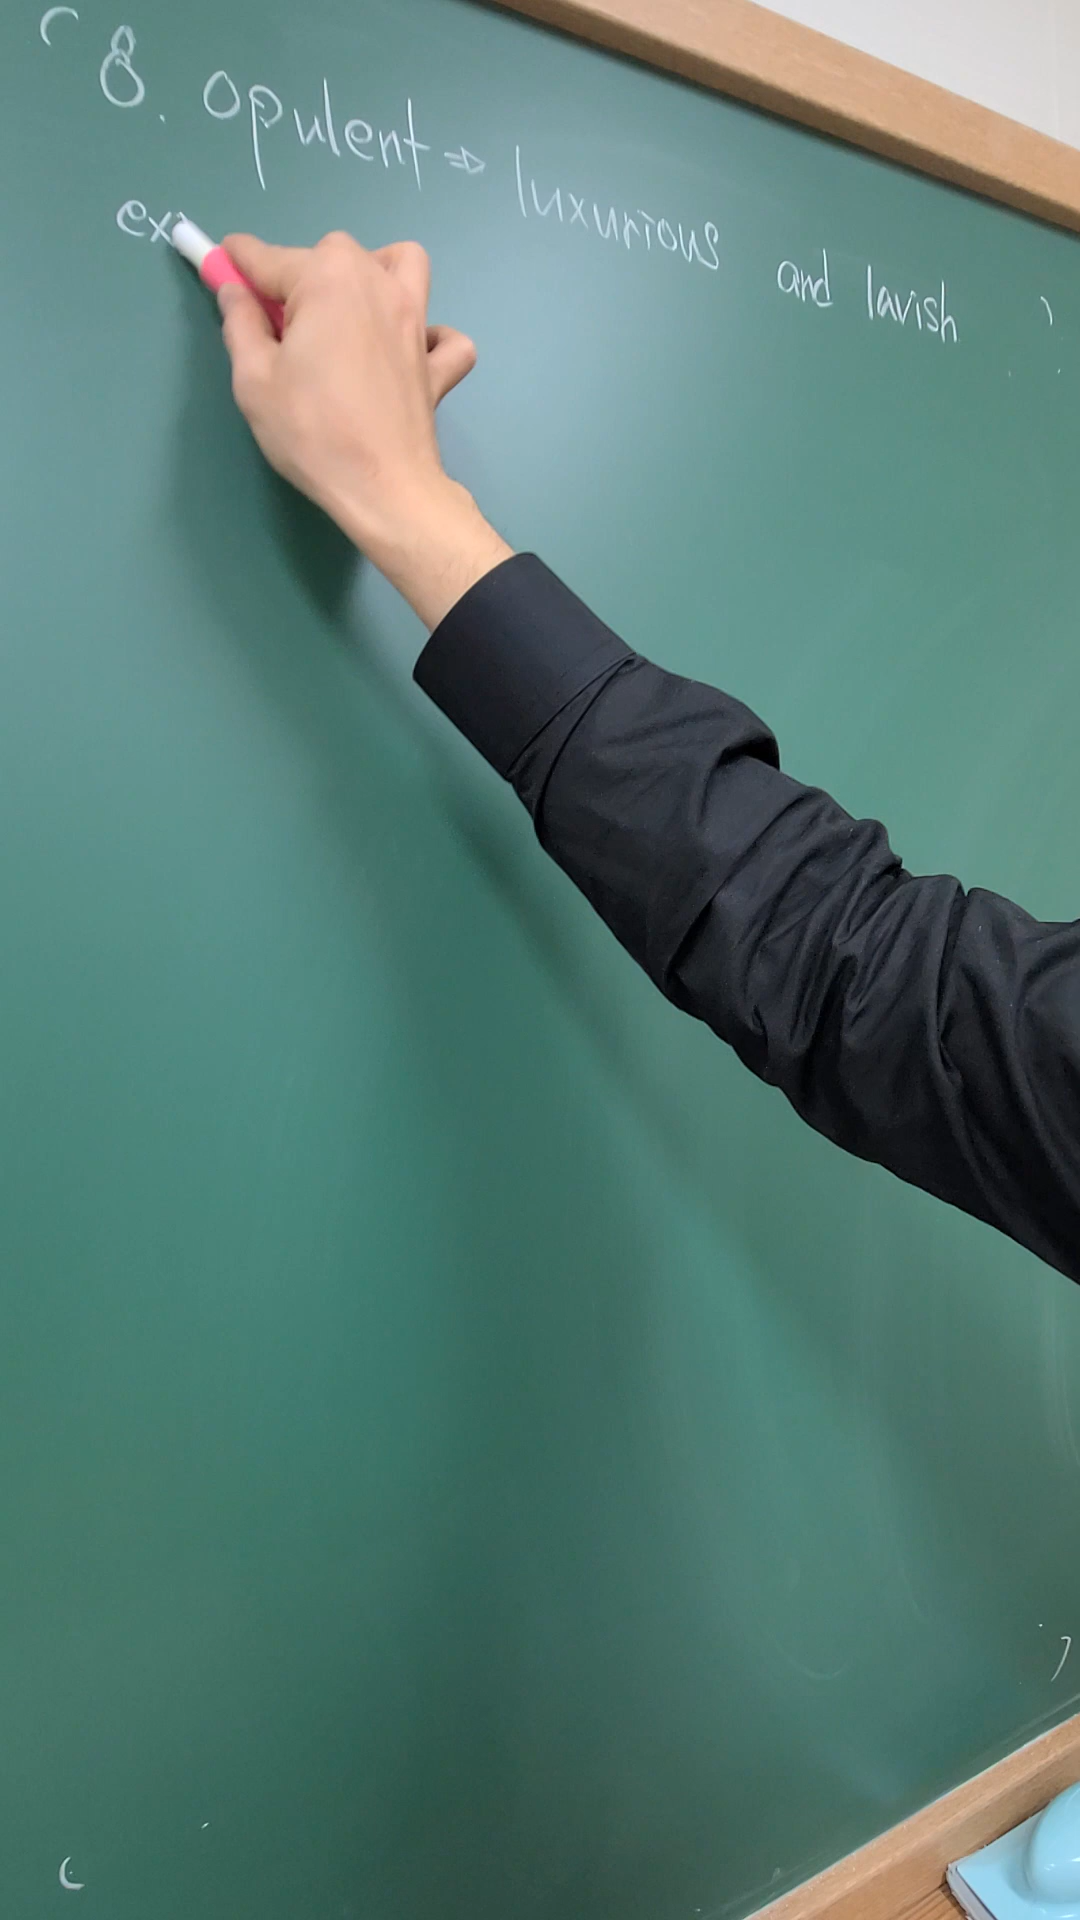 8. opulent ⇒ luxurious and lavish
ex